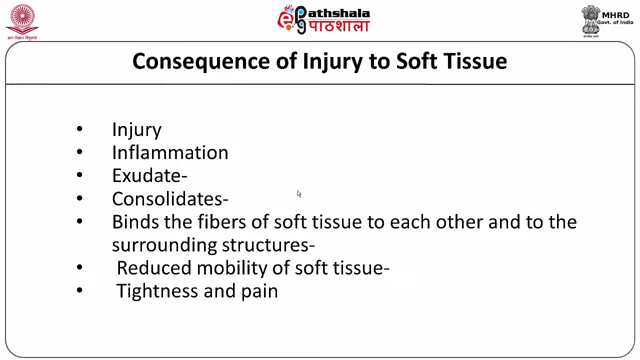 Pathshala
पाठशाला
MHRD
Govt. of India
Consequence of Injury to Soft Tissue
• Injury
• Inflammation
• Exudate-
• Consolidates-
• Binds the fibers of soft tissue to each other and to the
surrounding structures-
• Reduced mobility of soft tissue-
• Tightness and pain